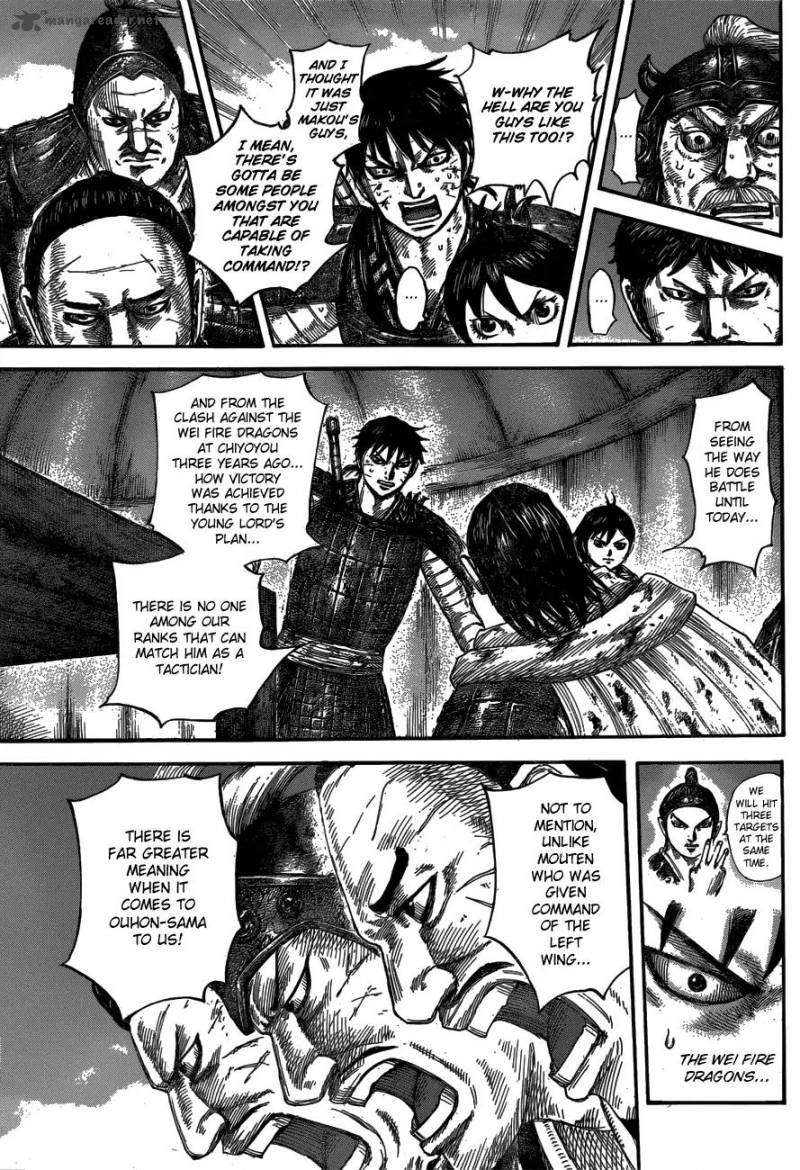 mangareader.net
...
...
W-WHY THE
HELL ARE YOU
GUYS LIKE
THIS TOO!?
AND I
THOUGHT
IT WAS
JUST
MAKOU'S
GUYS,
...
I MEAN,
THERE'S
GOTTA BE
SOME PEOPLE
AMONGST YOU
THAT ARE
CAPABLE OF
TAKING
COMMAND!?
FROM
SEEING
THE WAY
HE DOES
BATTLE
UNTIL
TODAY...
AND FROM THE
CLASH AGAINST THE
WEI FIRE DRAGONS
AT CHIYOYOU
THREE YEARS AGO...
HOW VICTORY
WAS ACHIEVED
THANKS TO THE
YOUNG LORD'S
PLAN...
THERE IS NO ONE
AMONG OUR
RANKS THAT CAN
MATCH HIM AS A
TACTICIAN!
WE
WILL HIT
THREE
TARGETS
AT THE
SAME
TIME.
THE WEI FIRE
DRAGONS...
NOT TO
MENTION,
UNLIKE
MOUTEN
WHO WAS
GIVEN
COMMAND
OF THE
LEFT
WING...
THERE IS
FAR GREATER
MEANING
WHEN IT
COMES TO
OUHON-SAMA
TO US!